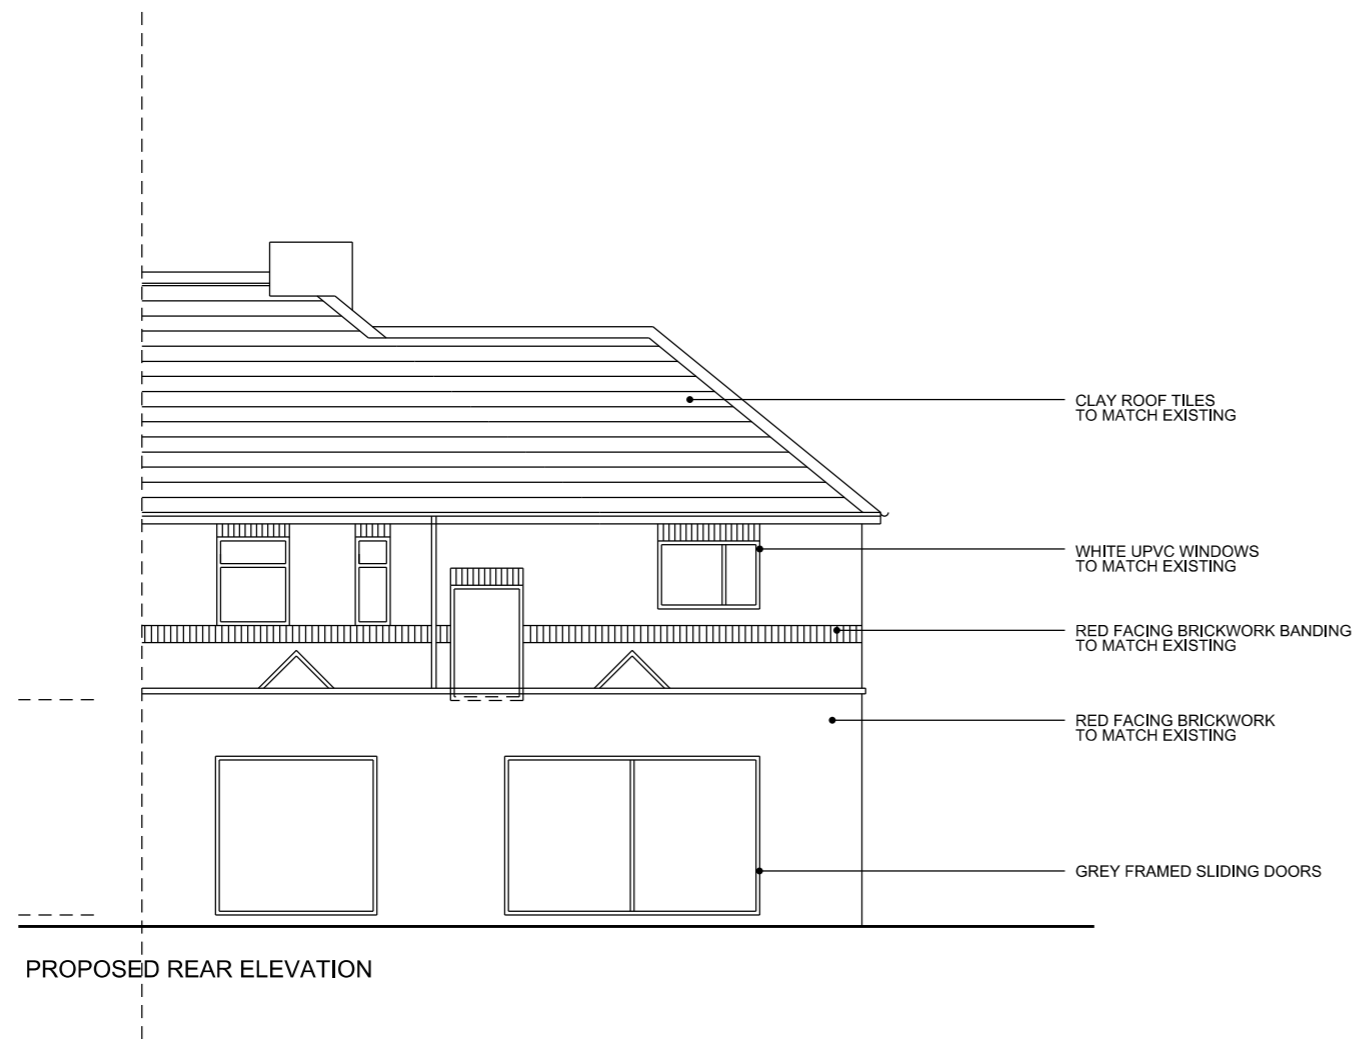 CLAY ROOF TILES
TO MATCH EXISTING
WHITE UPVC WINDOWS
TO MATCH EXISTING
RED FACING BRICKWORK BANDING
TO MATCH EXISTING
RED FACING BRICKWORK
TO MATCH EXISTING
GREY FRAMED SLIDING DOORS
PROPOSED REAR ELEVATION